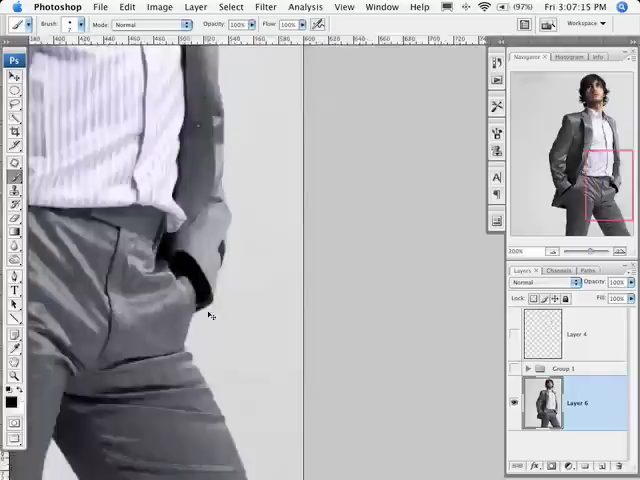 Photoshop File Edit Image Layer Select Filter Analysis View Window Help (97%) Fri 3:07:15 PM
Brush: 7 Mode: Normal Opacity: 100% Flow: 100% Workspace
Ps
Navigator Histogram Info
200%
Layers Channels Paths
Normal Opacity: 100%
Lock: Fill: 100%
Layer 4
Group 1
Layer 6